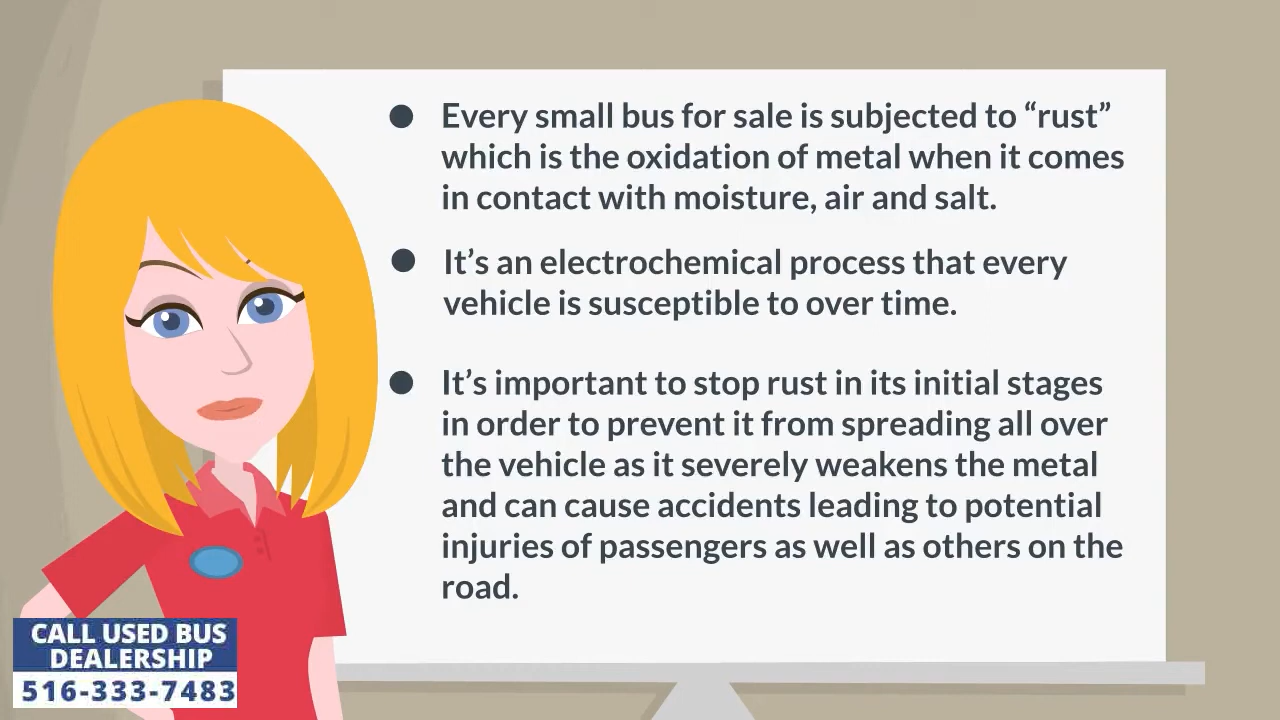 Every small bus for sale is subjected to “rust”
which is the oxidation of metal when it comes
in contact with moisture, air and salt.
It’s an electrochemical process that every
vehicle is susceptible to over time.
It’s important to stop rust in its initial stages
in order to prevent it from spreading all over
the vehicle as it severely weakens the metal
and can cause accidents leading to potential
injuries of passengers as well as others on the
road.
CALL USED BUS
DEALERSHIP
516-333-7483